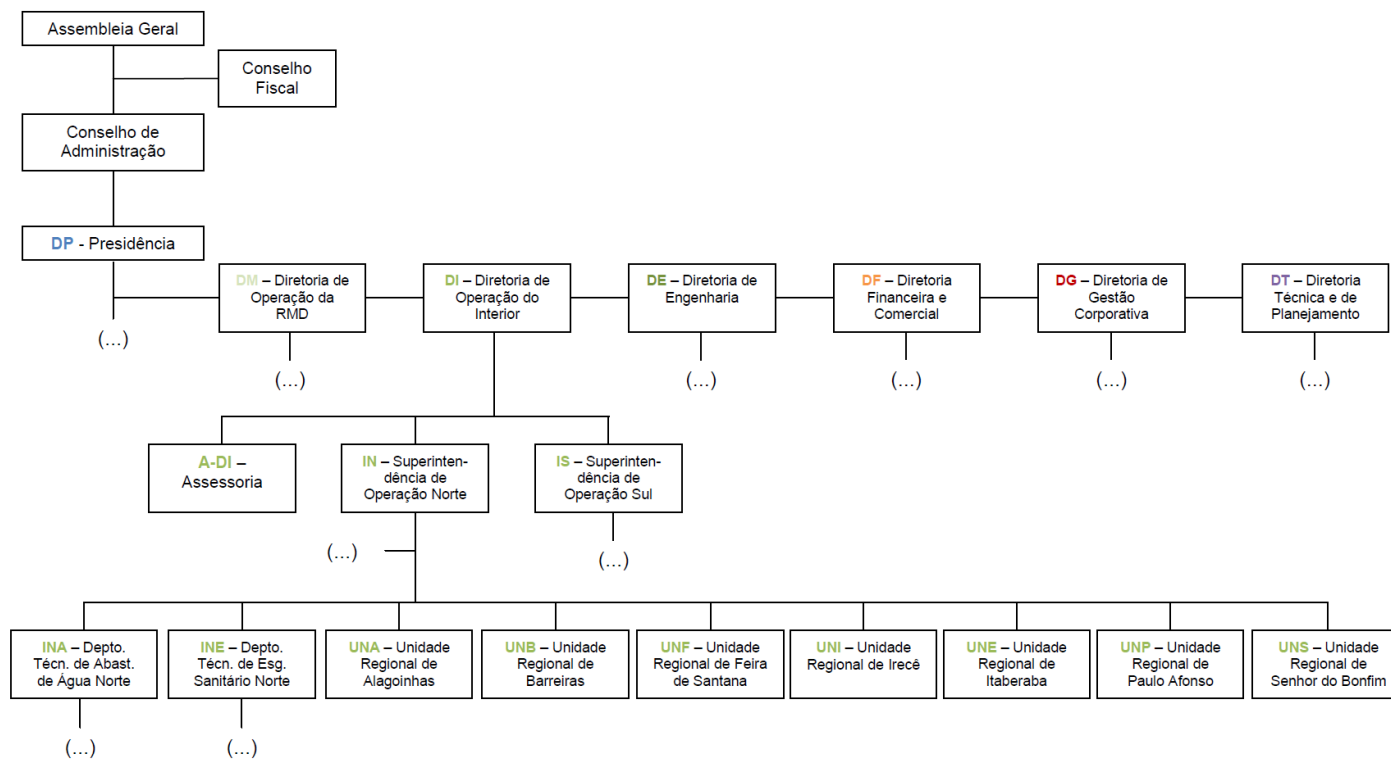 Assembleia Geral
Conselho
Fiscal
Conselho de
Administração
DP - Presidência
(...)
DM – Diretoria de
Operação da
RMD
(...)
DI – Diretoria de
Operação do
Interior
DE – Diretoria de
Engenharia
(...)
DF – Diretoria
Financeira e
Comercial
(...)
DG – Diretoria de
Gestão
Corporativa
(...)
DT – Diretoria
Técnica e de
Planejamento
(...)
A-DI –
Assessoria
IN – Superinten-
dência de
Operação Norte
(...)
IS – Superinten-
dência de
Operação Sul
(...)
INA – Depto.
Técn. de Abast.
de Água Norte
(...)
INE – Depto.
Técn. de Esg.
Sanitário Norte
(...)
UNA – Unidade
Regional de
Alagoinhas
UNB – Unidade
Regional de
Barreiras
UNF – Unidade
Regional de Feira
de Santana
UNI – Unidade
Regional de Irecê
UNE – Unidade
Regional de
Itaberaba
UNP – Unidade
Regional de
Paulo Afonso
UNS – Unidade
Regional de
Senhor do Bonfim